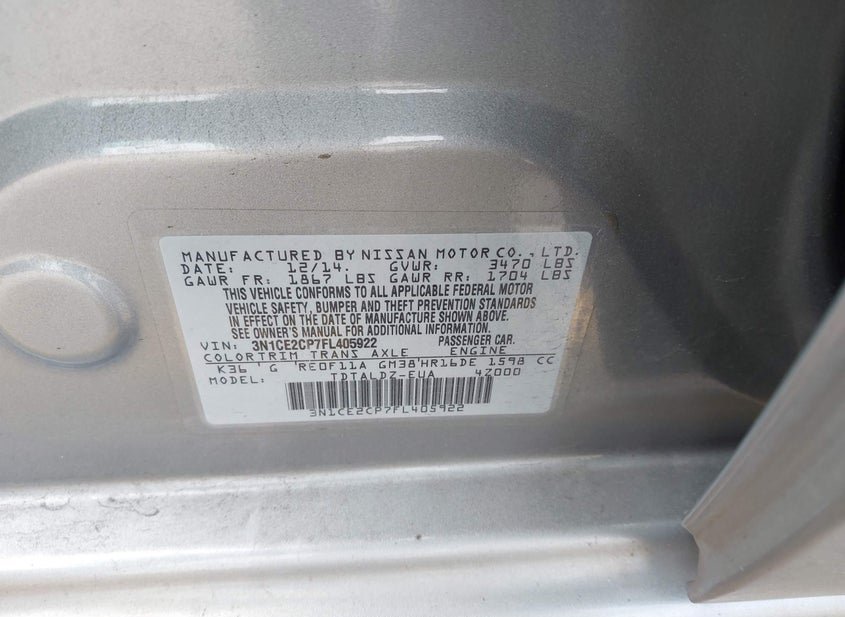 MANUFACTURED BY NISSAN MOTOR CO., LTD.
DATE: 12/14. GVWR: 3470 LBS
GAWR FR: 1867 LBS GAWR RR: 1704 LBS
THIS VEHICLE CONFORMS TO ALL APPLICABLE FEDERAL MOTOR
VEHICLE SAFETY, BUMPER AND THEFT PREVENTION STANDARDS
IN EFFECT ON THE DATE OF MANUFACTURE SHOWN ABOVE.
SEE OWNER'S MANUAL FOR ADDITIONAL INFORMATION.
VIN: 3N1CE2CP7FL405922 PASSENGER CAR.
COLOR TRIM TRANS AXLE ENGINE
K36 ' G 'RE0F11A GM38'HR16DE 1598 CC
MODEL: TDTALDZ-EUA 4Z000
3N1CE2CP7FL405922